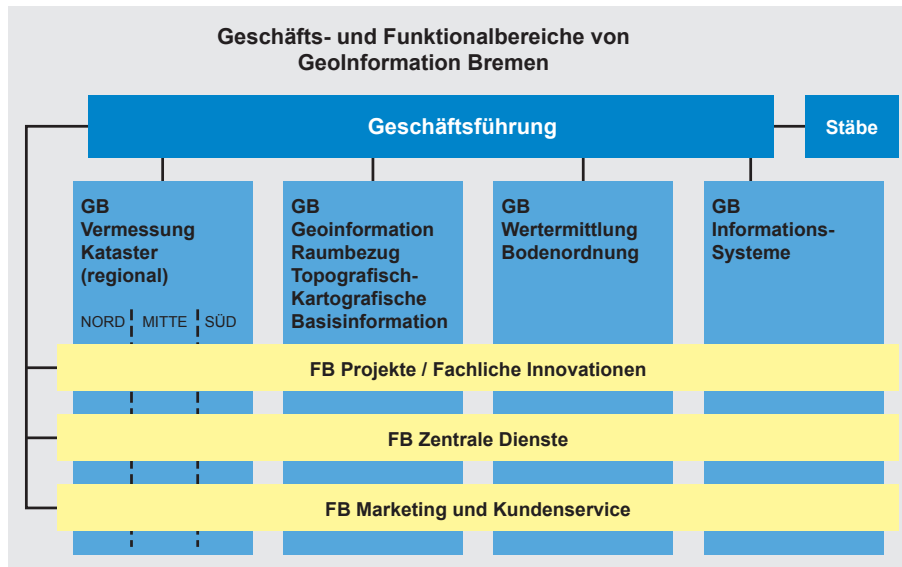 Geschäfts- und Funktionalbereiche von
GeoInformation Bremen
Geschäftsführung
Stäbe
GB
Vermessung
Kataster
(regional)
NORD MITTE SÜD
GB
Geoinformation
Raumbezug
Topografisch-
Kartografische
Basisinformation
GB
Wertermittlung
Bodenordnung
GB
Informations-
Systeme
FB Projekte / Fachliche Innovationen
FB Zentrale Dienste
FB Marketing und Kundenservice